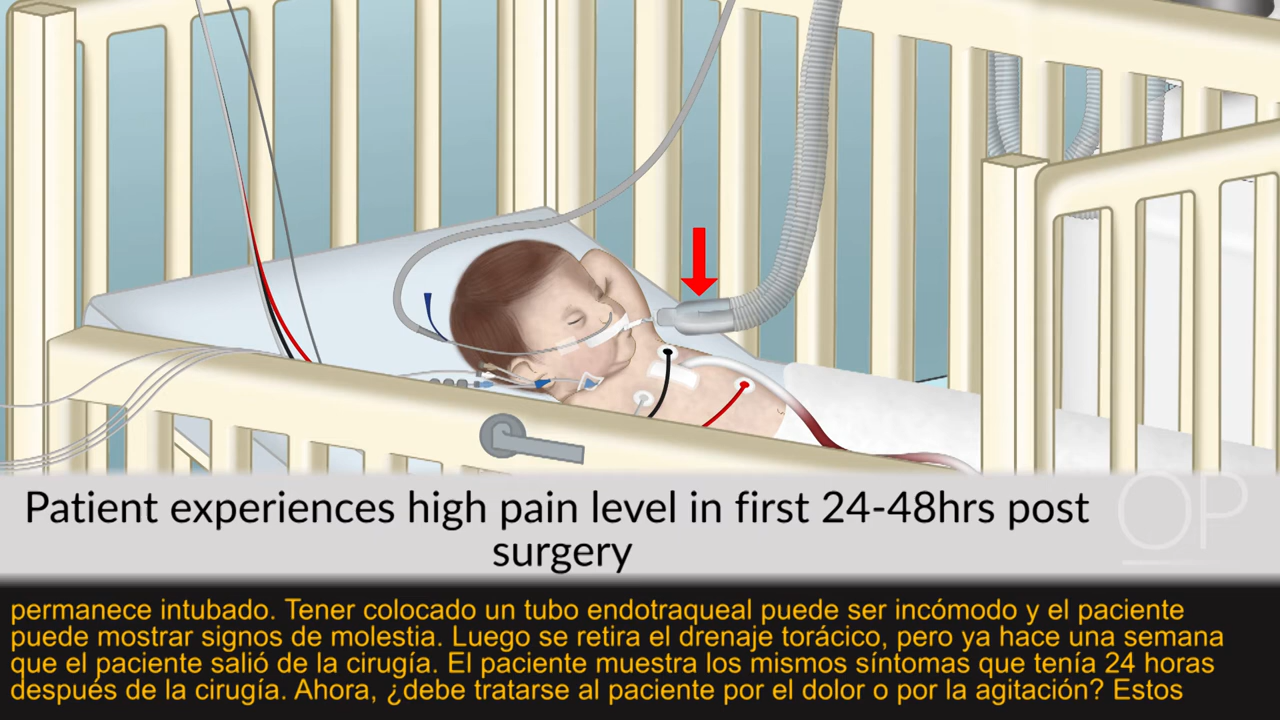 Patient experiences high pain level in first 24-48hrs post
surgery
OP
permanece intubado. Tener colocado un tubo endotraqueal puede ser incómodo y el paciente
puede mostrar signos de molestia. Luego se retira el drenaje torácico, pero ya hace una semana
que el paciente salió de la cirugía. El paciente muestra los mismos síntomas que tenía 24 horas
después de la cirugía. Ahora, ¿debe tratarse al paciente por el dolor o por la agitación? Estos